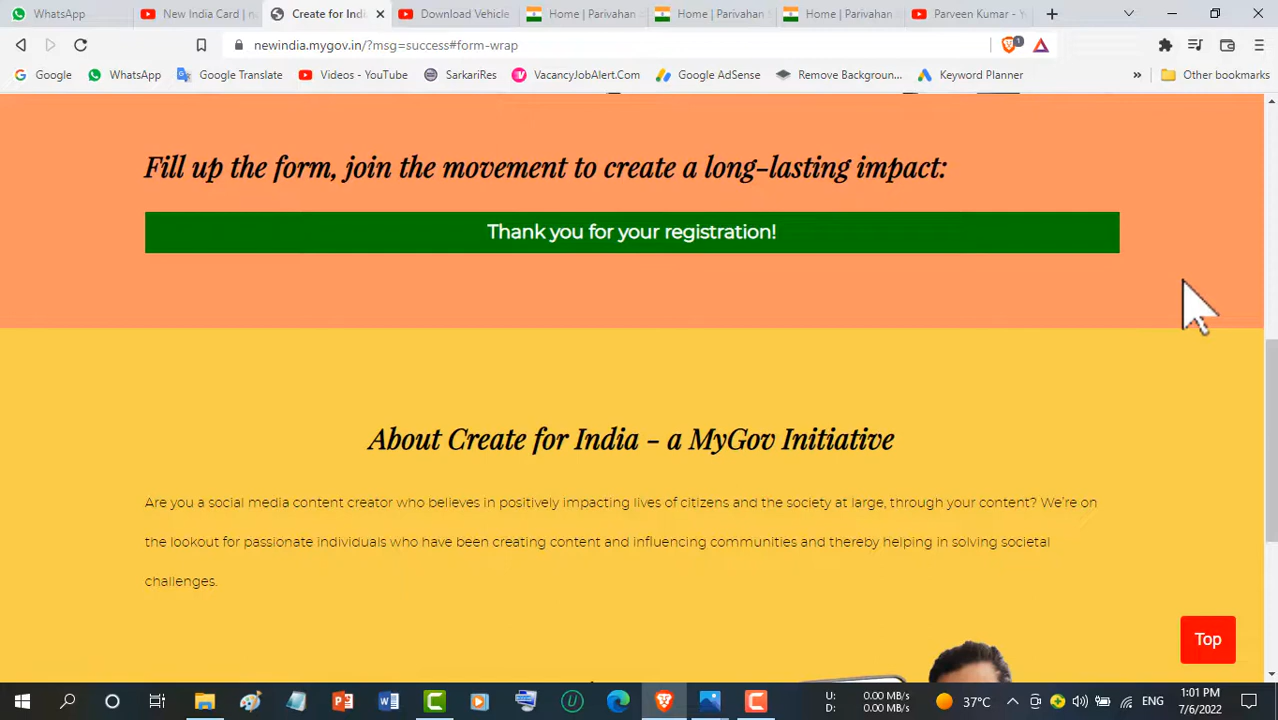 WhatsApp
New India Card | n
Create for Indi
Download Vehicle
Home | Parivahan
Home | Parivahan
Home | Parivahan
Parveen Kumar - Y
newindia.mygov.in/?msg=success#form-wrap
1
Google
WhatsApp
Google Translate
Videos - YouTube
SarkariRes
VacancyJobAlert.Com
Google AdSense
Remove Backgroun...
Keyword Planner
»
Other bookmarks
Fill up the form, join the movement to create a long-lasting impact:
Thank you for your registration!
About Create for India - a MyGov Initiative
Are you a social media content creator who believes in positively impacting lives of citizens and the society at large, through your content? We're on
the lookout for passionate individuals who have been creating content and influencing communities and thereby helping in solving societal
challenges.
Top
U: 0.00 MB/s
D: 0.00 MB/s
37°C
ENG
1:01 PM
7/6/2022